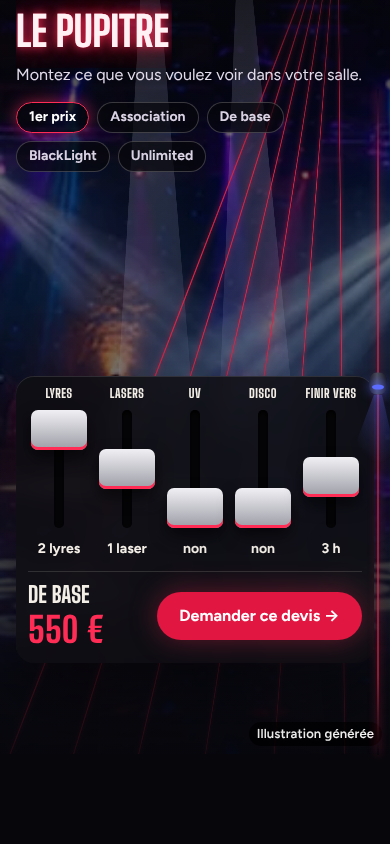 LE PUPITRE
Montez ce que vous voulez voir dans votre salle.
1er prix Association De base
BlackLight Unlimited
LYRES LASERS UV DISCO FINIR VERS
2 lyres 1 laser non non 3 h
DE BASE
550 €
Demander ce devis →
Illustration générée